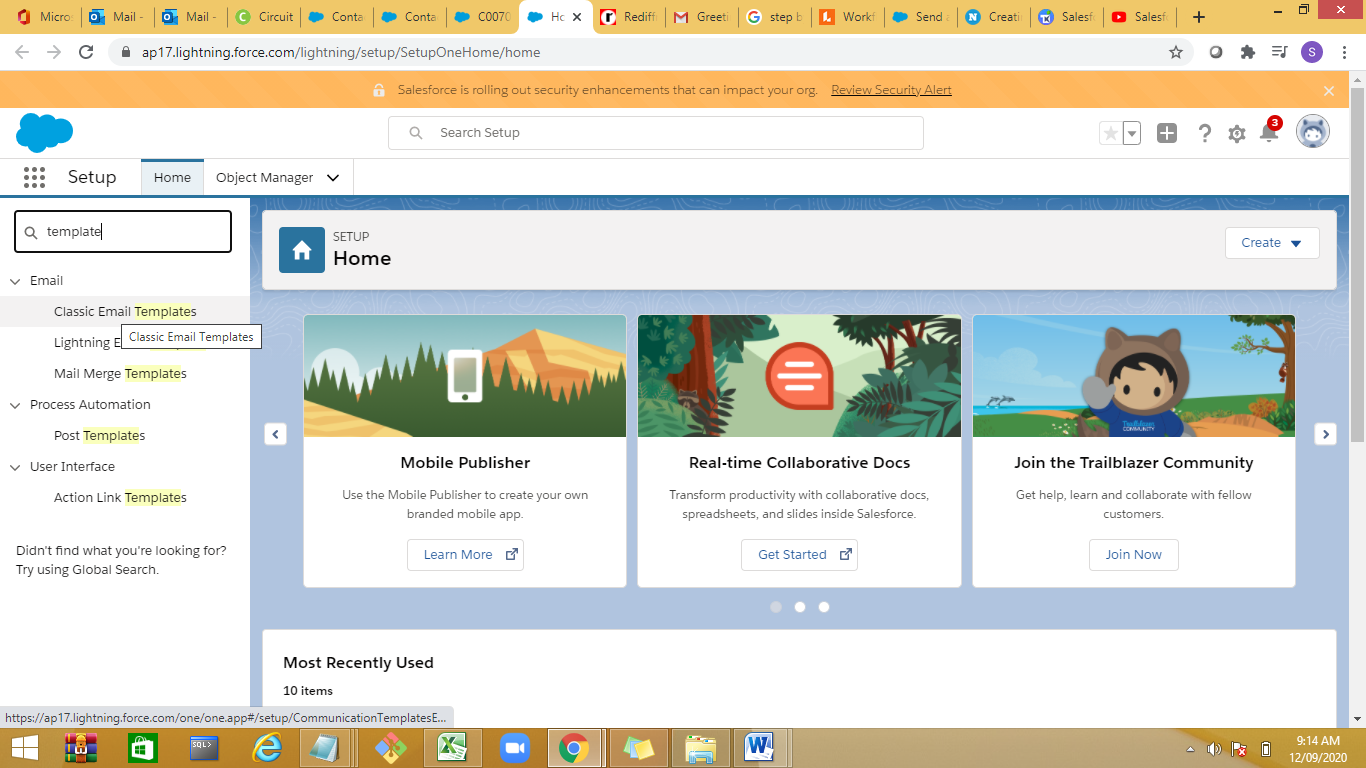 Micro
Mail -
Mail -
Circuit
Conta
Conta
C0070
Ho
Rediff
Greeti
step b
Workf
Send a
Creatin
Salesf
Salesf
ap17.lightning.force.com/lightning/setup/SetupOneHome/home
S
Salesforce is rolling out security enhancements that can impact your org. Review Security Alert
Search Setup
3
Setup
Home
Object Manager
template
SETUP
Home
Create
Email
Classic Email Templates
Classic Email Templates
Lightning E
Mail Merge Templates
Process Automation
Post Templates
User Interface
Action Link Templates
Didn't find what you're looking for?
Try using Global Search.
Trailblazer
COMMUNITY
Mobile Publisher
Use the Mobile Publisher to create your own
branded mobile app.
Learn More
Real-time Collaborative Docs
Transform productivity with collaborative docs,
spreadsheets, and slides inside Salesforce.
Get Started
Join the Trailblazer Community
Get help, learn and collaborate with fellow
customers.
Join Now
Most Recently Used
10 items
https://ap17.lightning.force.com/one/one.app#/setup/CommunicationTemplatesE...
SQL>
9:14 AM
12/09/2020